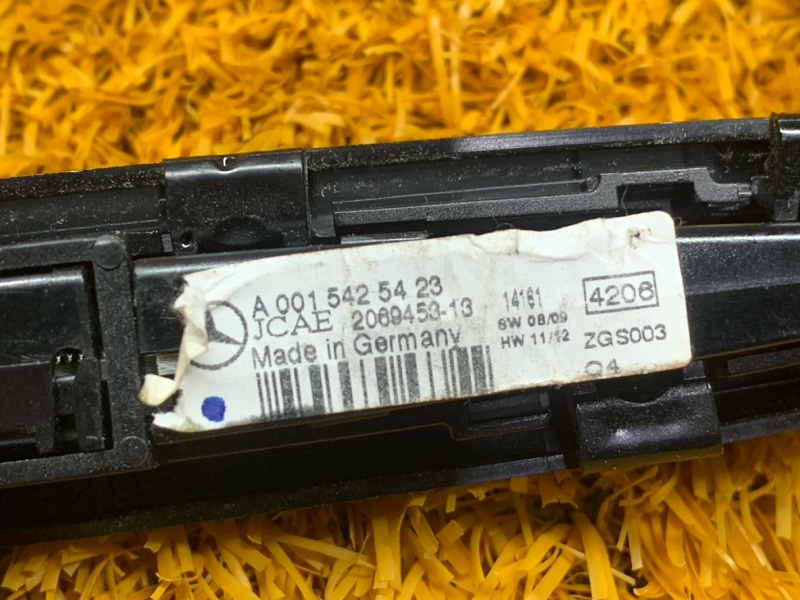 A 001 542 54 23
JCAE 2069453-13
Made in Germany
14161
SW 08/09
HW 11/12
4206
ZGS003
Q4